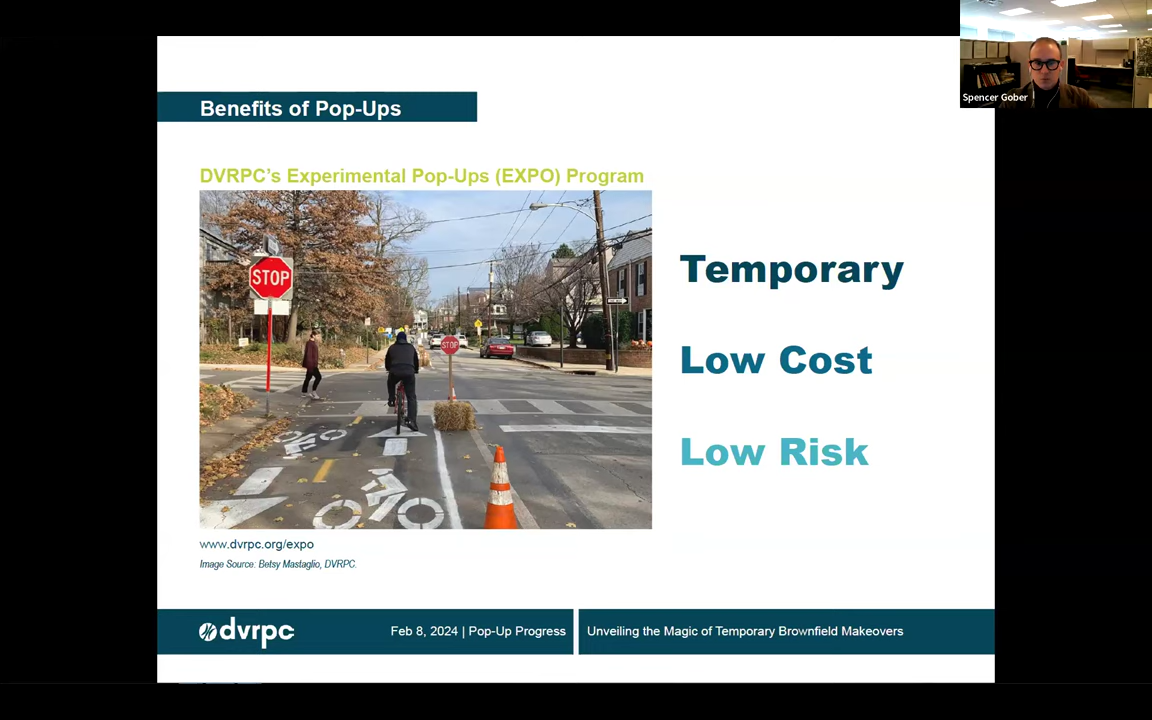 Spencer Gober
Benefits of Pop-Ups
DVRPC's Experimental Pop-Ups (EXPO) Program
STOP
STOP
Temporary
Low Cost
Low Risk
www.dvrpc.org/expo
Image Source: Betsy Mastaglio, DVRPC.
dvrpc
Feb 8, 2024 | Pop-Up Progress
Unveiling the Magic of Temporary Brownfield Makeovers